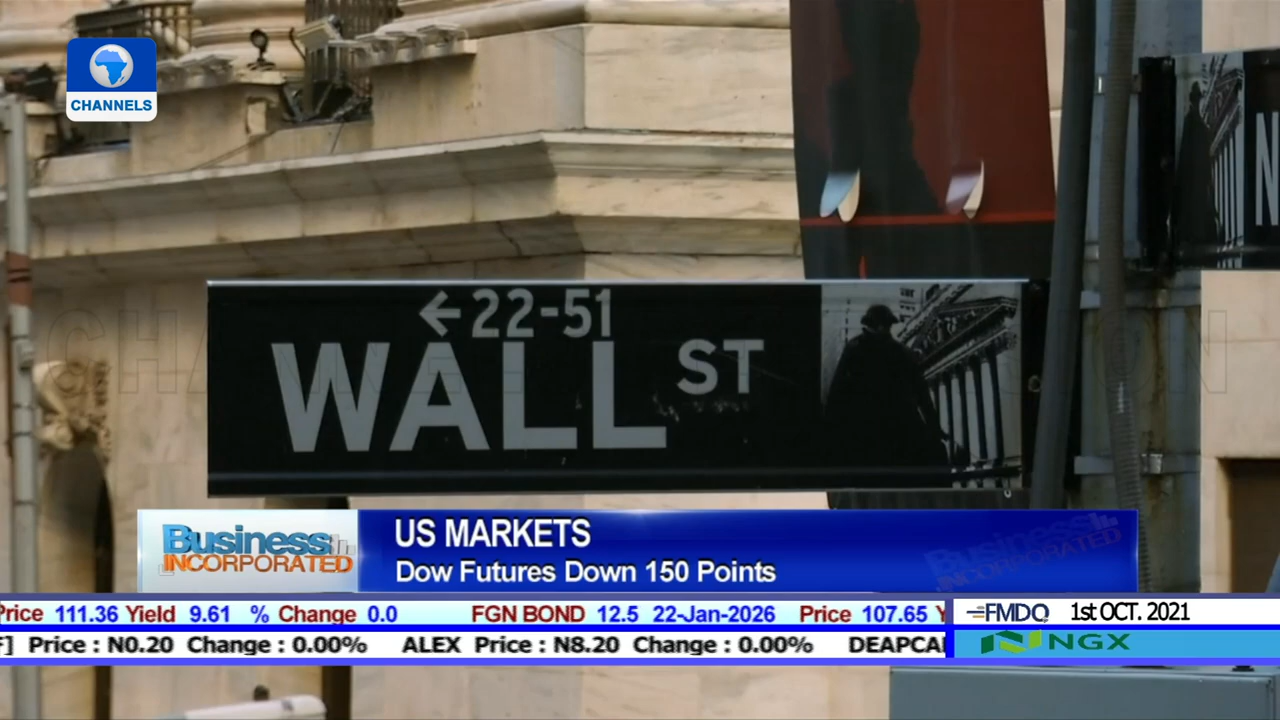 CHANNELS
←22-51
WALL ST
N
Business INCORPORATED
US MARKETS
Dow Futures Down 150 Points
Price 111.36 Yield 9.61 % Change 0.0 FGN BOND 12.5 22-Jan-2026 Price 107.65 Y
FMDQ 1st OCT. 2021
F] Price : N0.20 Change : 0.00% ALEX Price : N8.20 Change : 0.00% DEAPCA
NGX